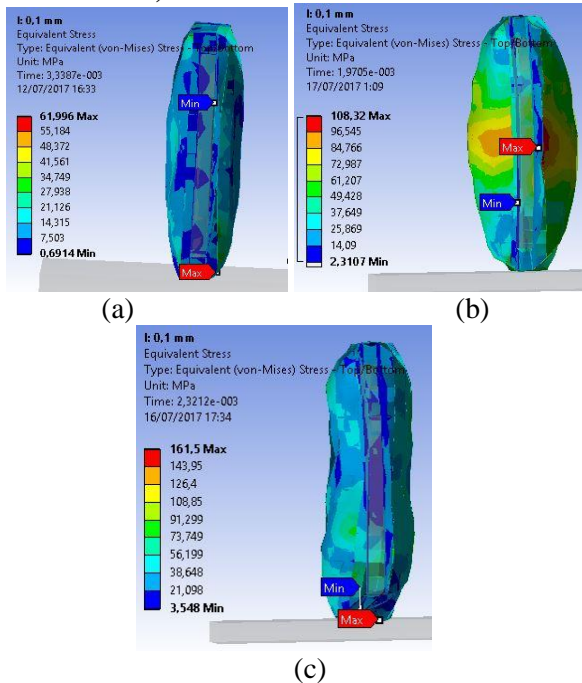 I: 0,1 mm
Equivalent Stress
Type: Equivalent (von-Mises) Stress - Top/Bottom
Unit: MPa
Time: 3,3387e-003
12/07/2017 16:33
61,996 Max
55,184
48,372
41,561
34,749
27,938
21,126
14,315
7,503
0,6914 Min
Min
Max
(a)
I: 0,1 mm
Equivalent Stress
Type: Equivalent (von-Mises) Stress - Top/Bottom
Unit: MPa
Time: 1,9705e-003
17/07/2017 1:09
108,32 Max
96,545
84,766
72,987
61,207
49,428
37,649
25,869
14,09
2,3107 Min
Max
Min
(b)
I: 0,1 mm
Equivalent Stress
Type: Equivalent (von-Mises) Stress - Top/Bottom
Unit: MPa
Time: 2,3212e-003
16/07/2017 17:34
161,5 Max
143,95
126,4
108,85
91,299
73,749
56,199
38,648
21,098
3,548 Min
Min
Max
(c)